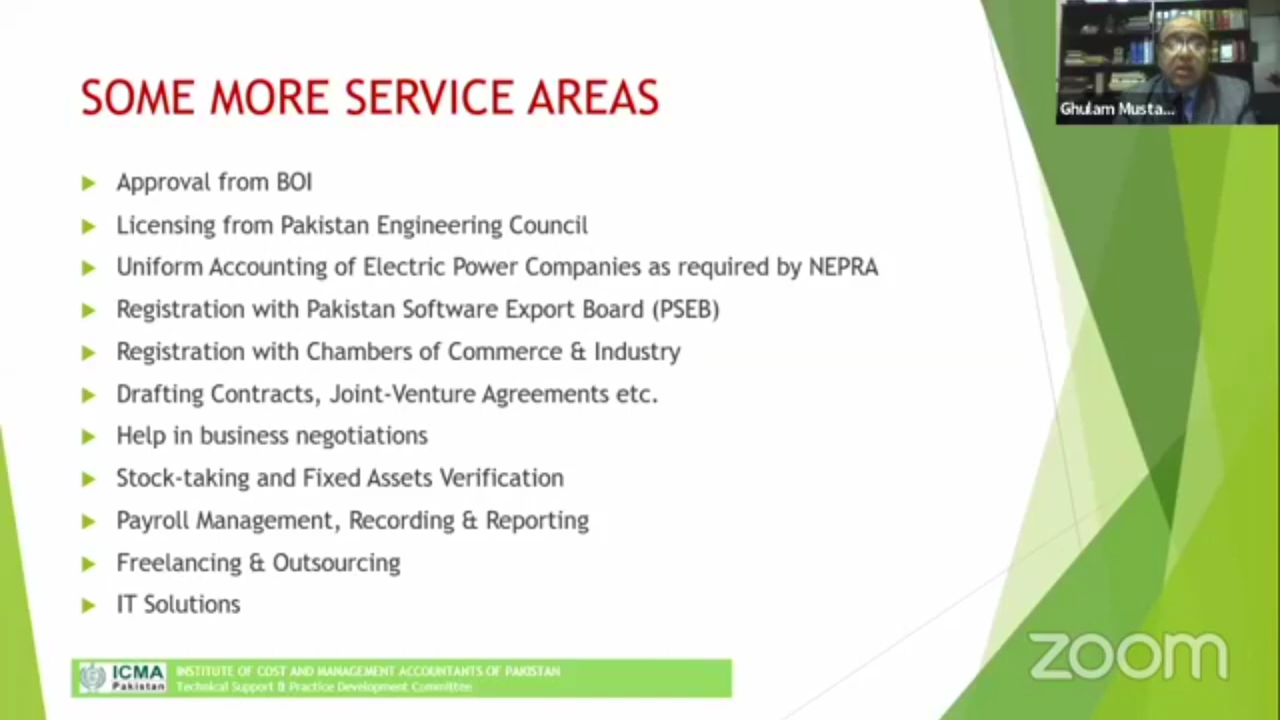 SOME MORE SERVICE AREAS
Approval from BOI
Licensing from Pakistan Engineering Council
Uniform Accounting of Electric Power Companies as required by NEPRA
Registration with Pakistan Software Export Board (PSEB)
Registration with Chambers of Commerce & Industry
Drafting Contracts, Joint-Venture Agreements etc.
Help in business negotiations
Stock-taking and Fixed Assets Verification
Payroll Management, Recording & Reporting
Freelancing & Outsourcing
IT Solutions
ICMA
Pakistan
INSTITUTE OF COST AND MANAGEMENT ACCOUNTANTS OF PAKISTAN
Technical Support & Practice Development Committee
Ghulam Musta...
zoom